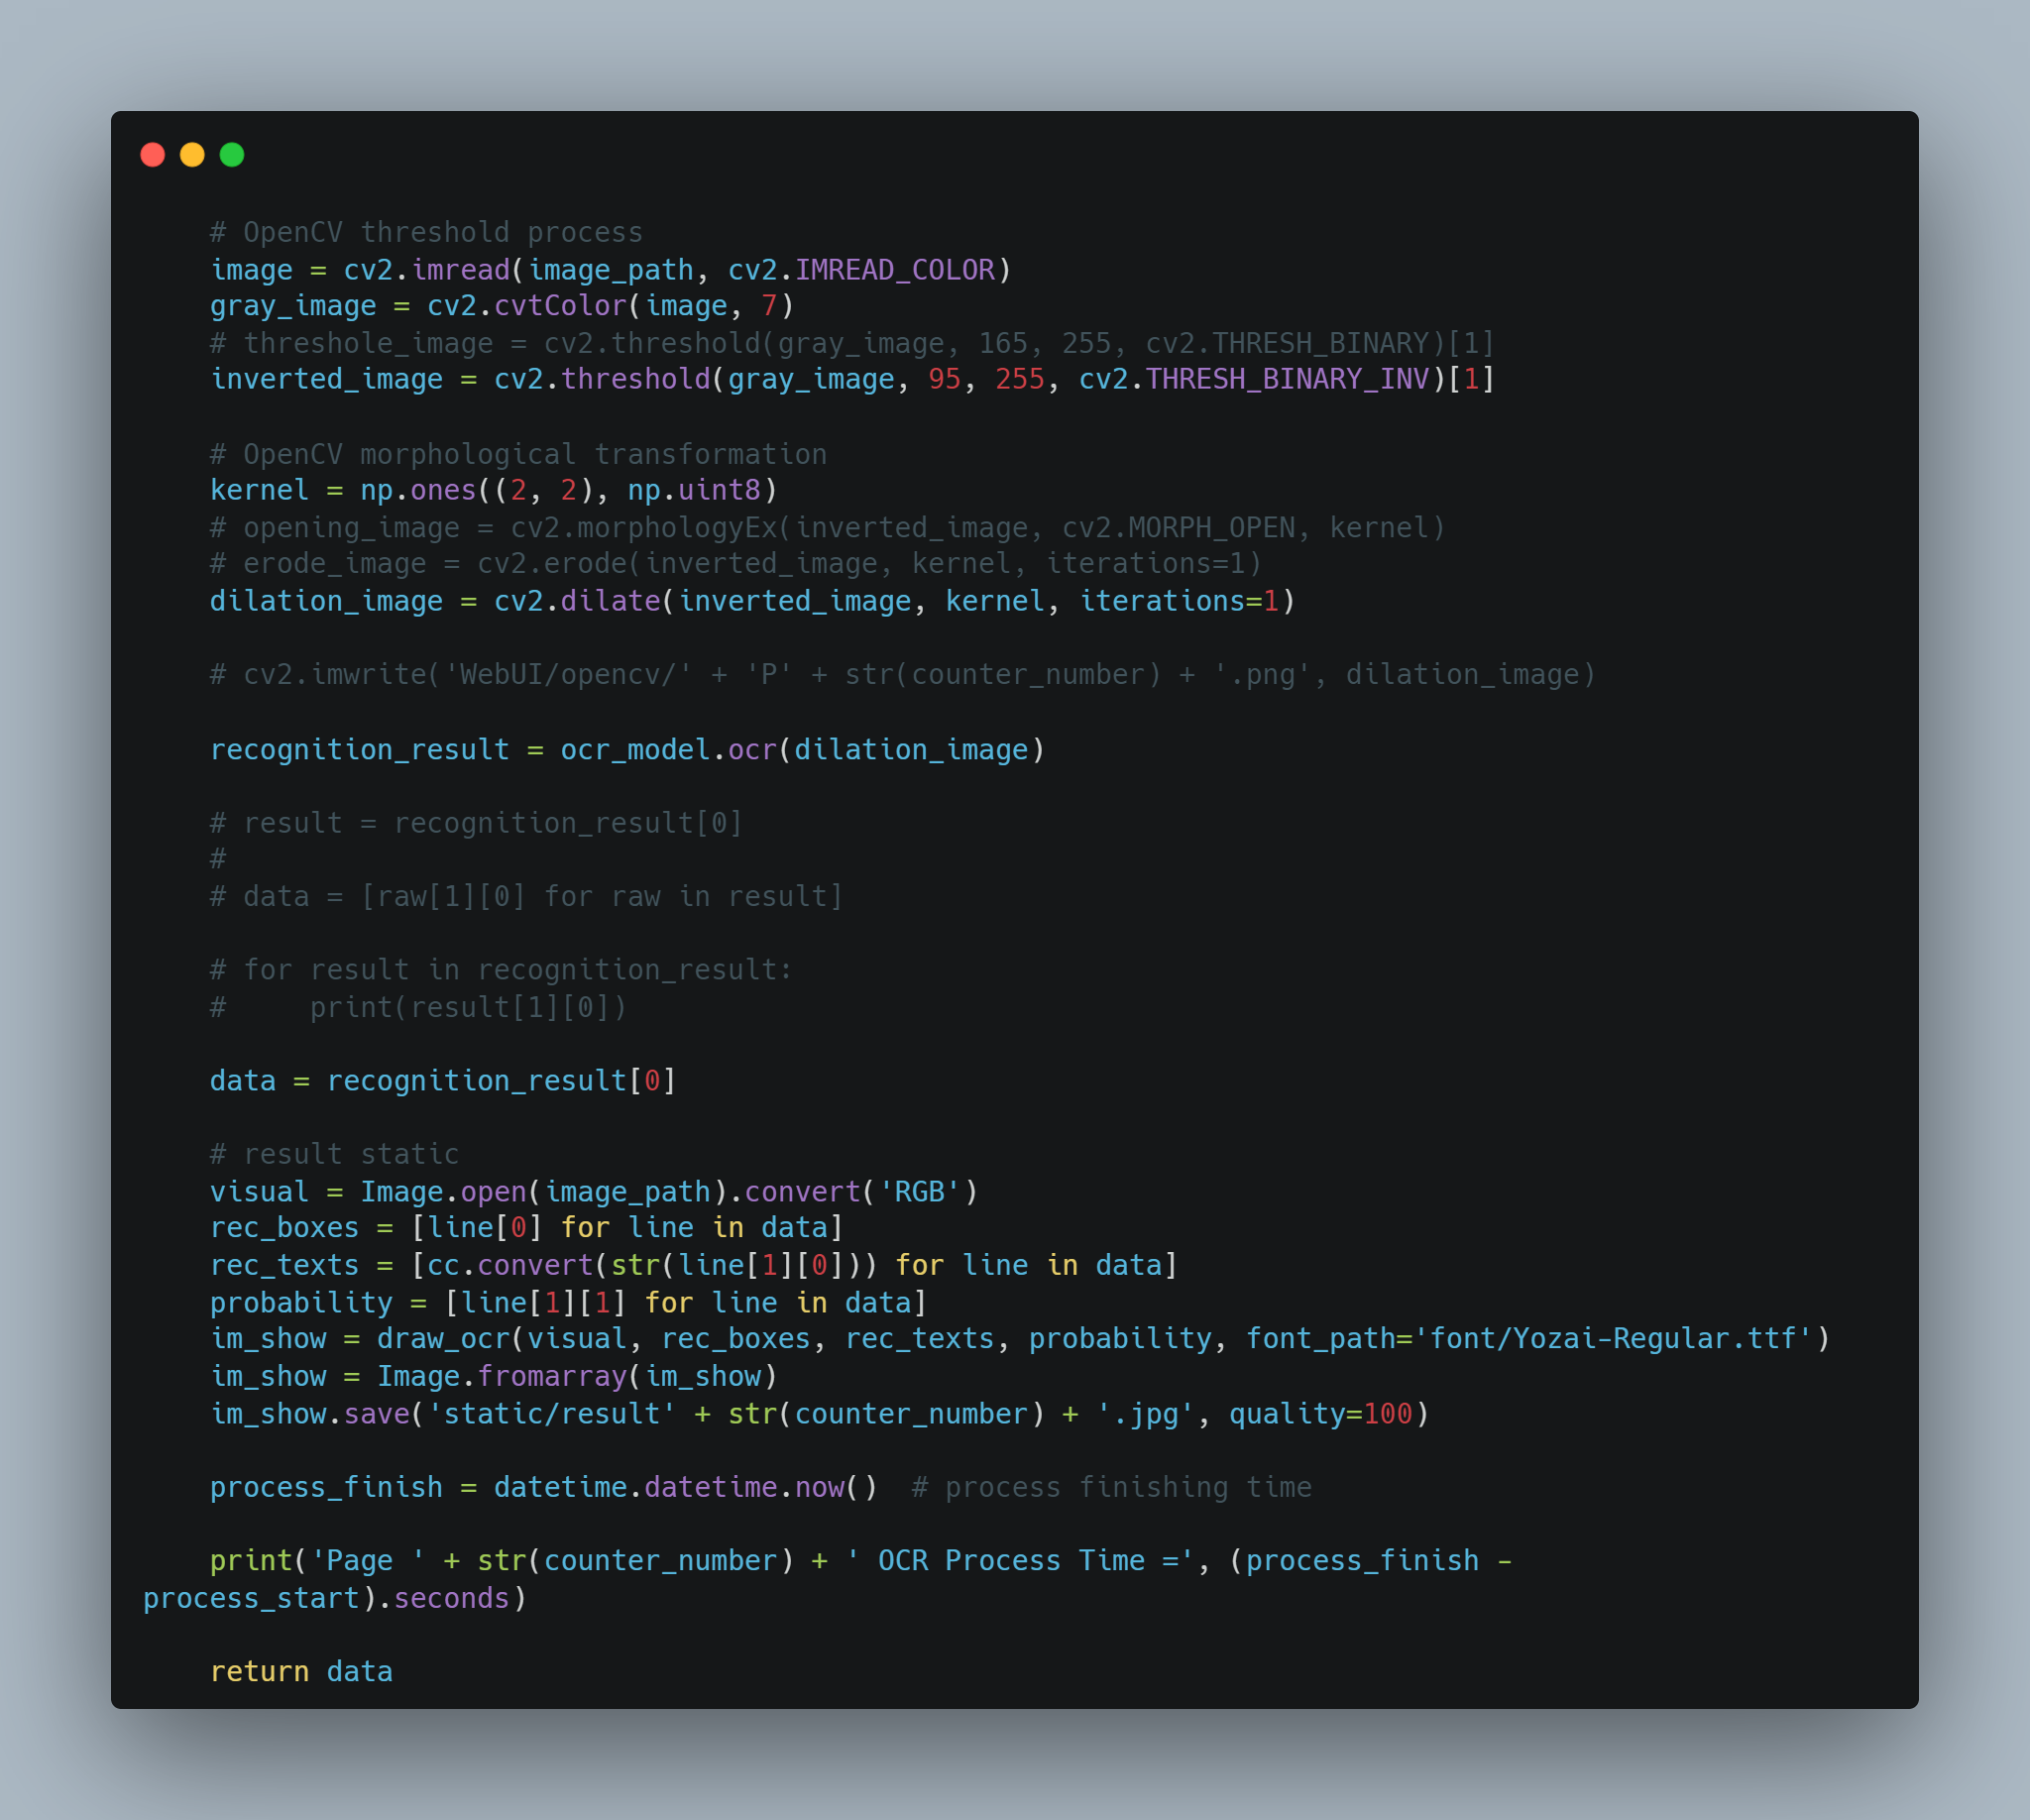 # OpenCV threshold process
image = cv2.imread(image_path, cv2.IMREAD_COLOR)
gray_image = cv2.cvtColor(image, 7)
# threshole_image = cv2.threshold(gray_image, 165, 255, cv2.THRESH_BINARY)[1]
inverted_image = cv2.threshold(gray_image, 95, 255, cv2.THRESH_BINARY_INV)[1]
# OpenCV morphological transformation
kernel = np.ones((2, 2), np.uint8)
# opening_image = cv2.morphologyEx(inverted_image, cv2.MORPH_OPEN, kernel)
# erode_image = cv2.erode(inverted_image, kernel, iterations=1)
dilation_image = cv2.dilate(inverted_image, kernel, iterations=1)
# cv2.imwrite('WebUI/opencv/' + 'P' + str(counter_number) + '.png', dilation_image)
recognition_result = ocr_model.ocr(dilation_image)
# result = recognition_result[0]
#
# data = [raw[1][0] for raw in result]
# for result in recognition_result:
#     print(result[1][0])
data = recognition_result[0]
# result static
visual = Image.open(image_path).convert('RGB')
rec_boxes = [line[0] for line in data]
rec_texts = [cc.convert(str(line[1][0])) for line in data]
probability = [line[1][1] for line in data]
im_show = draw_ocr(visual, rec_boxes, rec_texts, probability, font_path='font/Yozai-Regular.ttf')
im_show = Image.fromarray(im_show)
im_show.save('static/result' + str(counter_number) + '.jpg', quality=100)
process_finish = datetime.datetime.now()  # process finishing time
print('Page ' + str(counter_number) + ' OCR Process Time =', (process_finish -
process_start).seconds)
return data